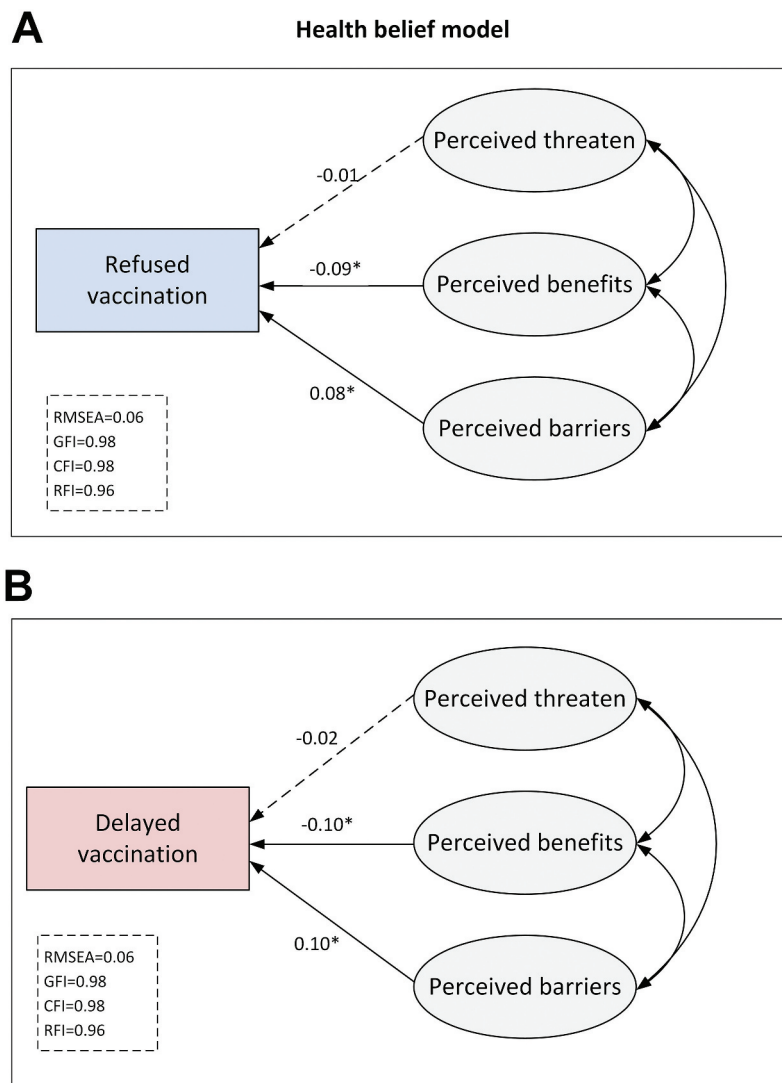 A
Health belief model
Perceived threaten
-0.01
Refused
vaccination
-0.09*
Perceived benefits
0.08*
Perceived barriers
RMSEA=0.06
GFI=0.98
CFI=0.98
RFI=0.96
B
Perceived threaten
-0.02
Delayed
vaccination
-0.10*
Perceived benefits
0.10*
Perceived barriers
RMSEA=0.06
GFI=0.98
CFI=0.98
RFI=0.96